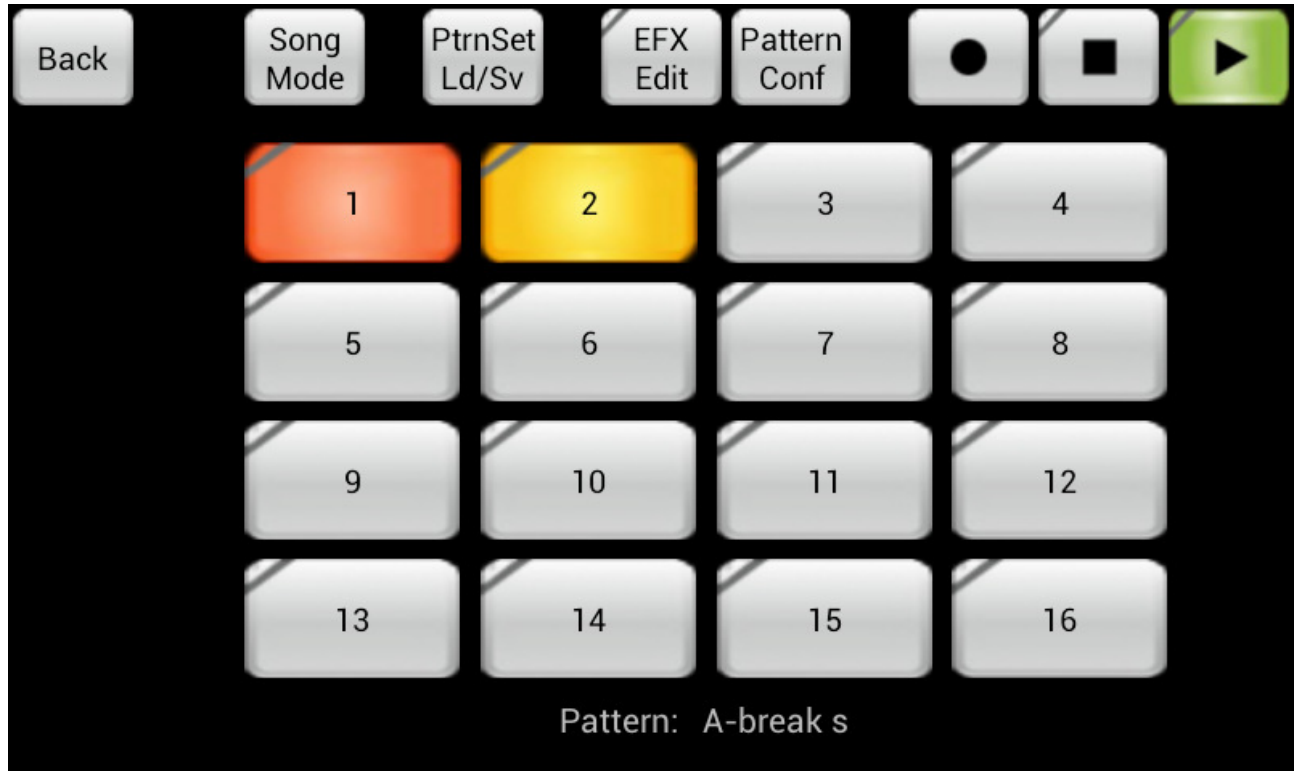 Back
Song
Mode
PtrnSet
Ld/Sv
EFX
Edit
Pattern
Conf
1
2
3
4
5
6
7
8
9
10
11
12
13
14
15
16
Pattern: A-break s